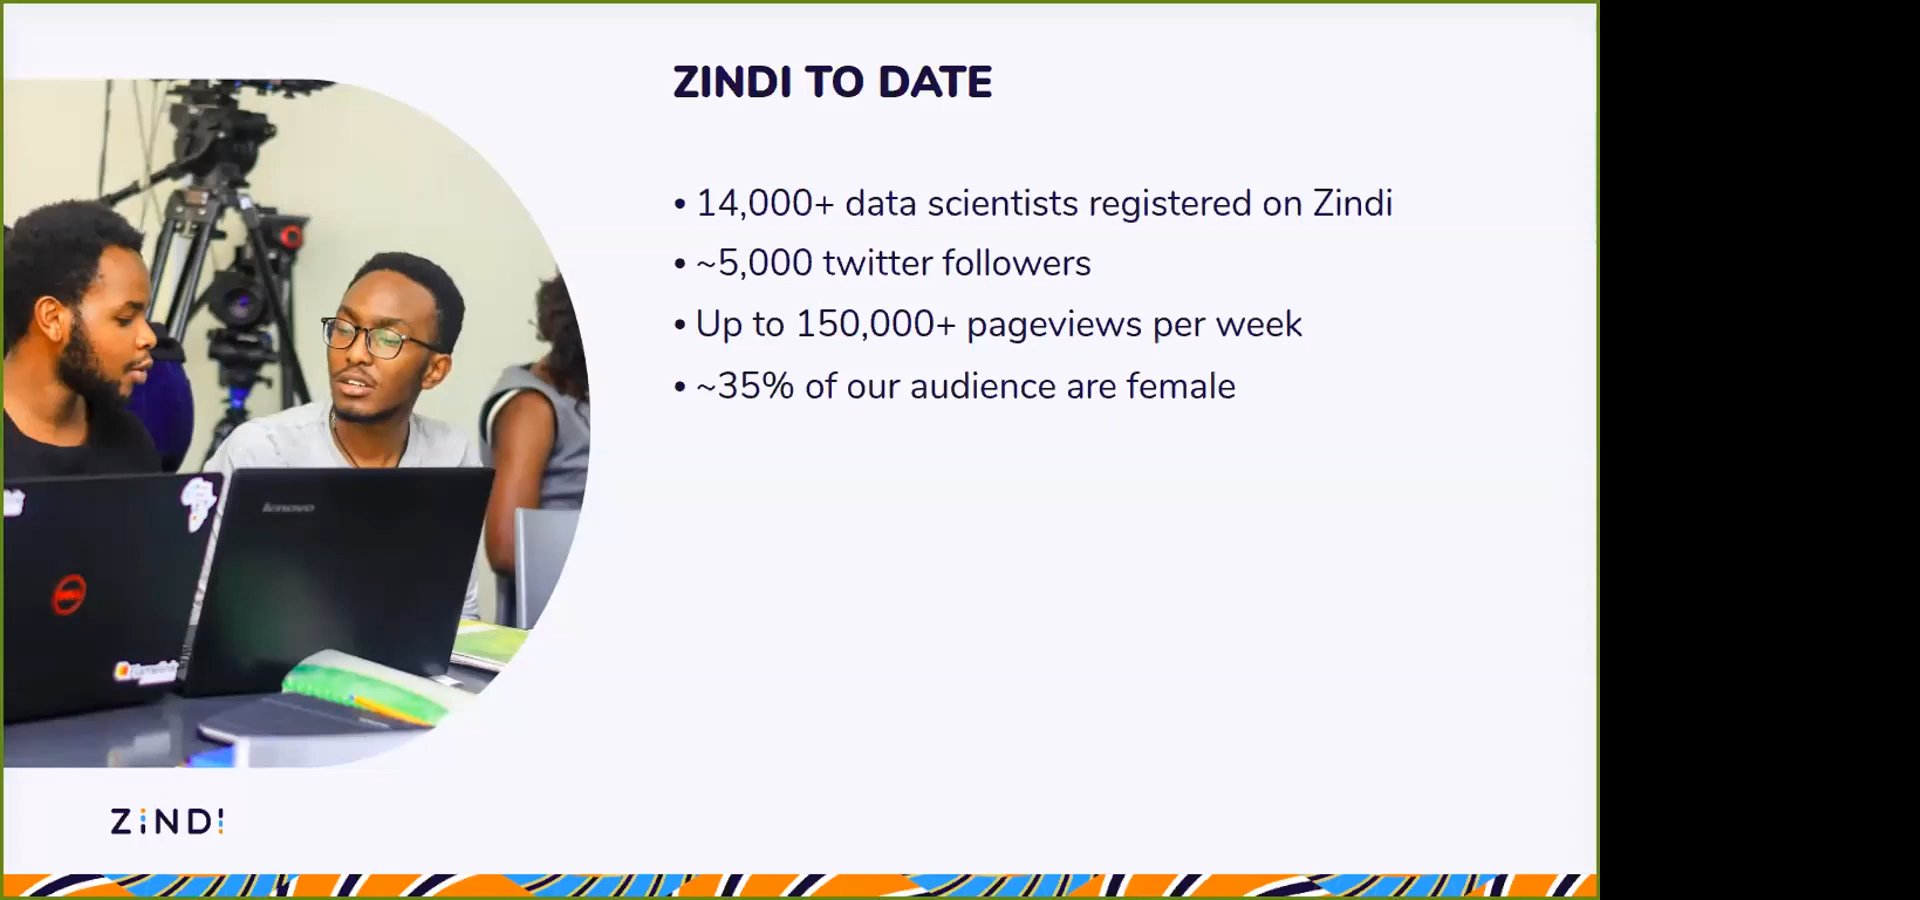 ZINDI TO DATE
• 14,000+ data scientists registered on Zindi
• ~5,000 twitter followers
• Up to 150,000+ pageviews per week
• ~35% of our audience are female
lenovo
ZiNDI